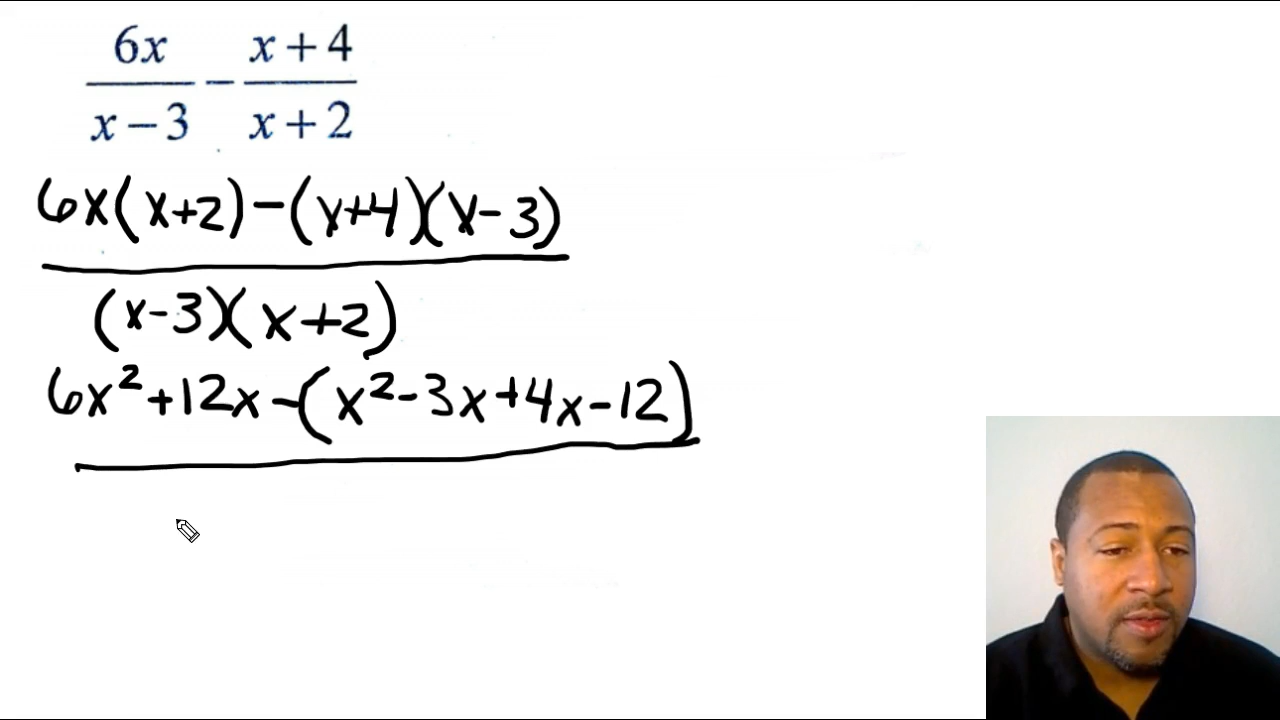 6x x + 4
x − 3 − x + 2
6x(x+2)−(x+4)(x−3)
(x-3)(x+2)
6x²+12x−(x²-3x+4x−12)